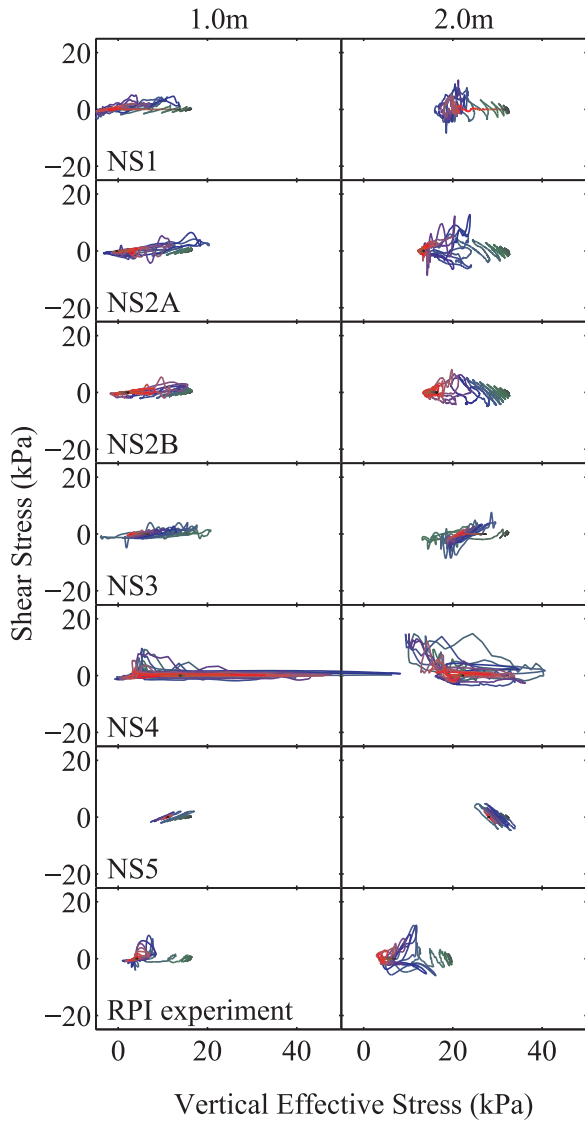 1.0m 2.0m
20
0
−20
NS1
20
0
−20
NS2A
20
0
−20
NS2B
20
0
−20
NS3
20
0
−20
NS4
20
0
−20
NS5
20
0
−20
RPI experiment
Shear Stress (kPa)
0 20 40 0 20 40
Vertical Effective Stress (kPa)